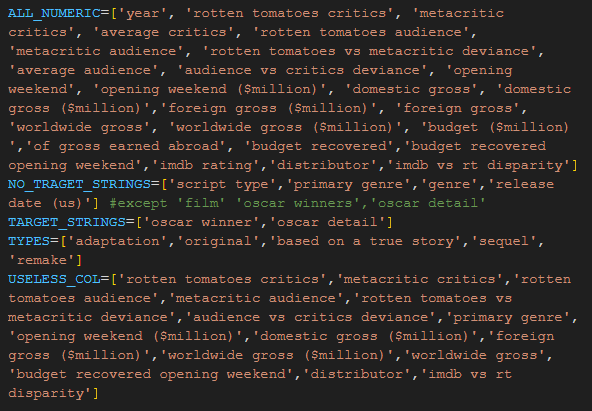 ALL_NUMERIC=['year', 'rotten tomatoes critics', 'metacritic
critics', 'average critics', 'rotten tomatoes audience',
'metacritic audience', 'rotten tomatoes vs metacritic deviance',
'average audience', 'audience vs critics deviance', 'opening
weekend', 'opening weekend ($million)', 'domestic gross', 'domestic
gross ($million)','foreign gross ($million)', 'foreign gross',
'worldwide gross', 'worldwide gross ($million)', 'budget ($million)
','of gross earned abroad', 'budget recovered','budget recovered
opening weekend','imdb rating','distributor','imdb vs rt disparity']
NO_TRAGET_STRINGS=['script type','primary genre','genre','release
date (us)'] #except 'film' 'oscar winners','oscar detail'
TARGET_STRINGS=['oscar winner','oscar detail']
TYPES=['adaptation','original','based on a true story','sequel',
'remake']
USELESS_COL=['rotten tomatoes critics','metacritic critics','rotten
tomatoes audience','metacritic audience','rotten tomatoes vs
metacritic deviance','audience vs critics deviance','primary genre',
'opening weekend ($million)','domestic gross ($million)','foreign
gross ($million)','worldwide gross ($million)','worldwide gross',
'budget recovered opening weekend','distributor','imdb vs rt
disparity']